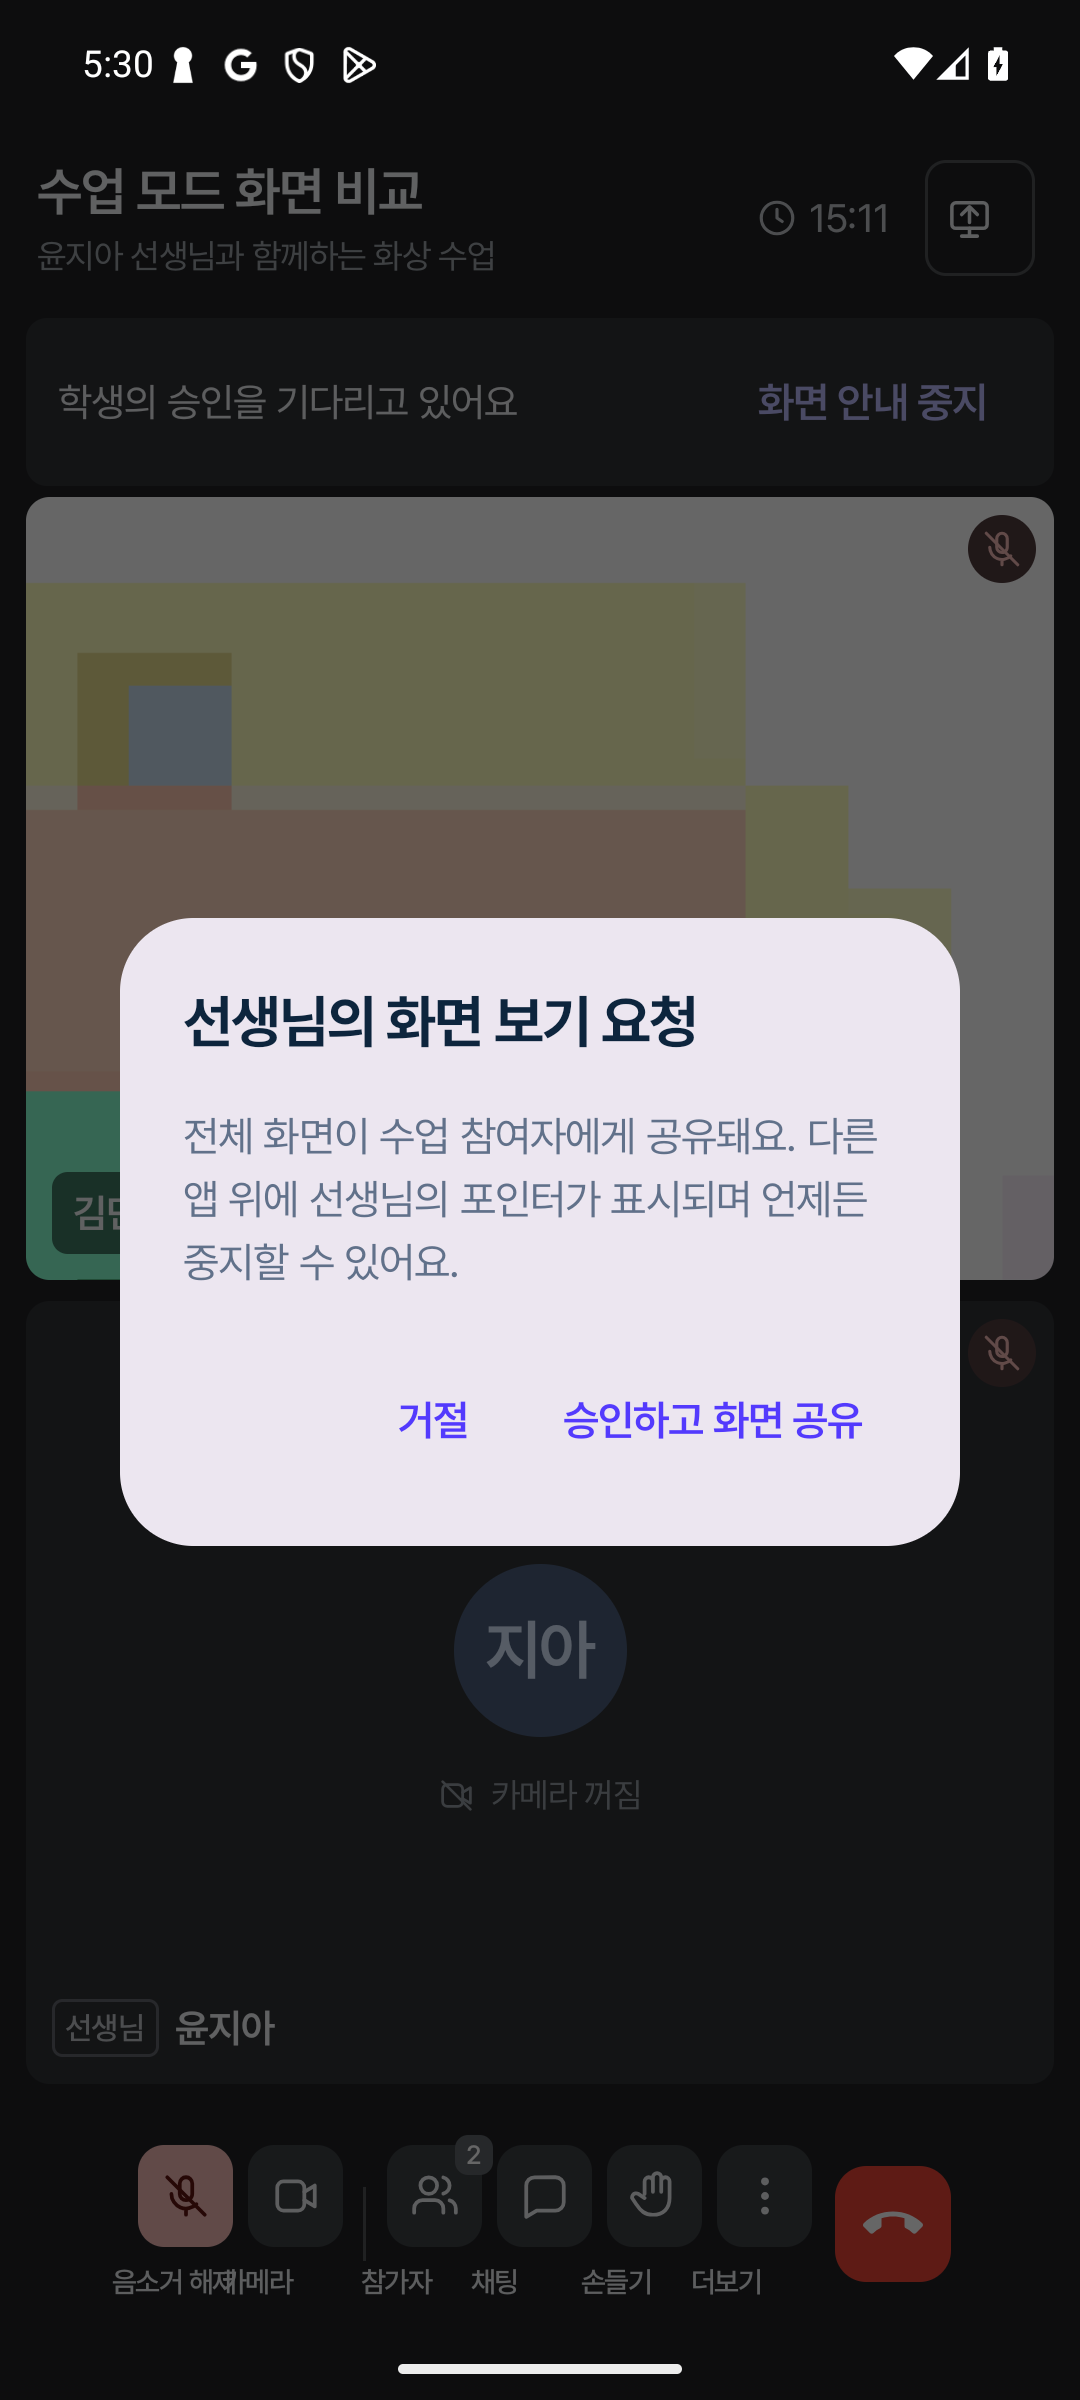 5:30
수업 모드 화면 비교
윤지아 선생님과 함께하는 화상 수업
15:11
학생의 승인을 기다리고 있어요
화면 안내 중지
선생님의 화면 보기 요청
전체 화면이 수업 참여자에게 공유돼요. 다른
앱 위에 선생님의 포인터가 표시되며 언제든
중지할 수 있어요.
거절
승인하고 화면 공유
김
지아
카메라 꺼짐
선생님
윤지아
2
음소거 해제
카메라
참가자
채팅
손들기
더보기